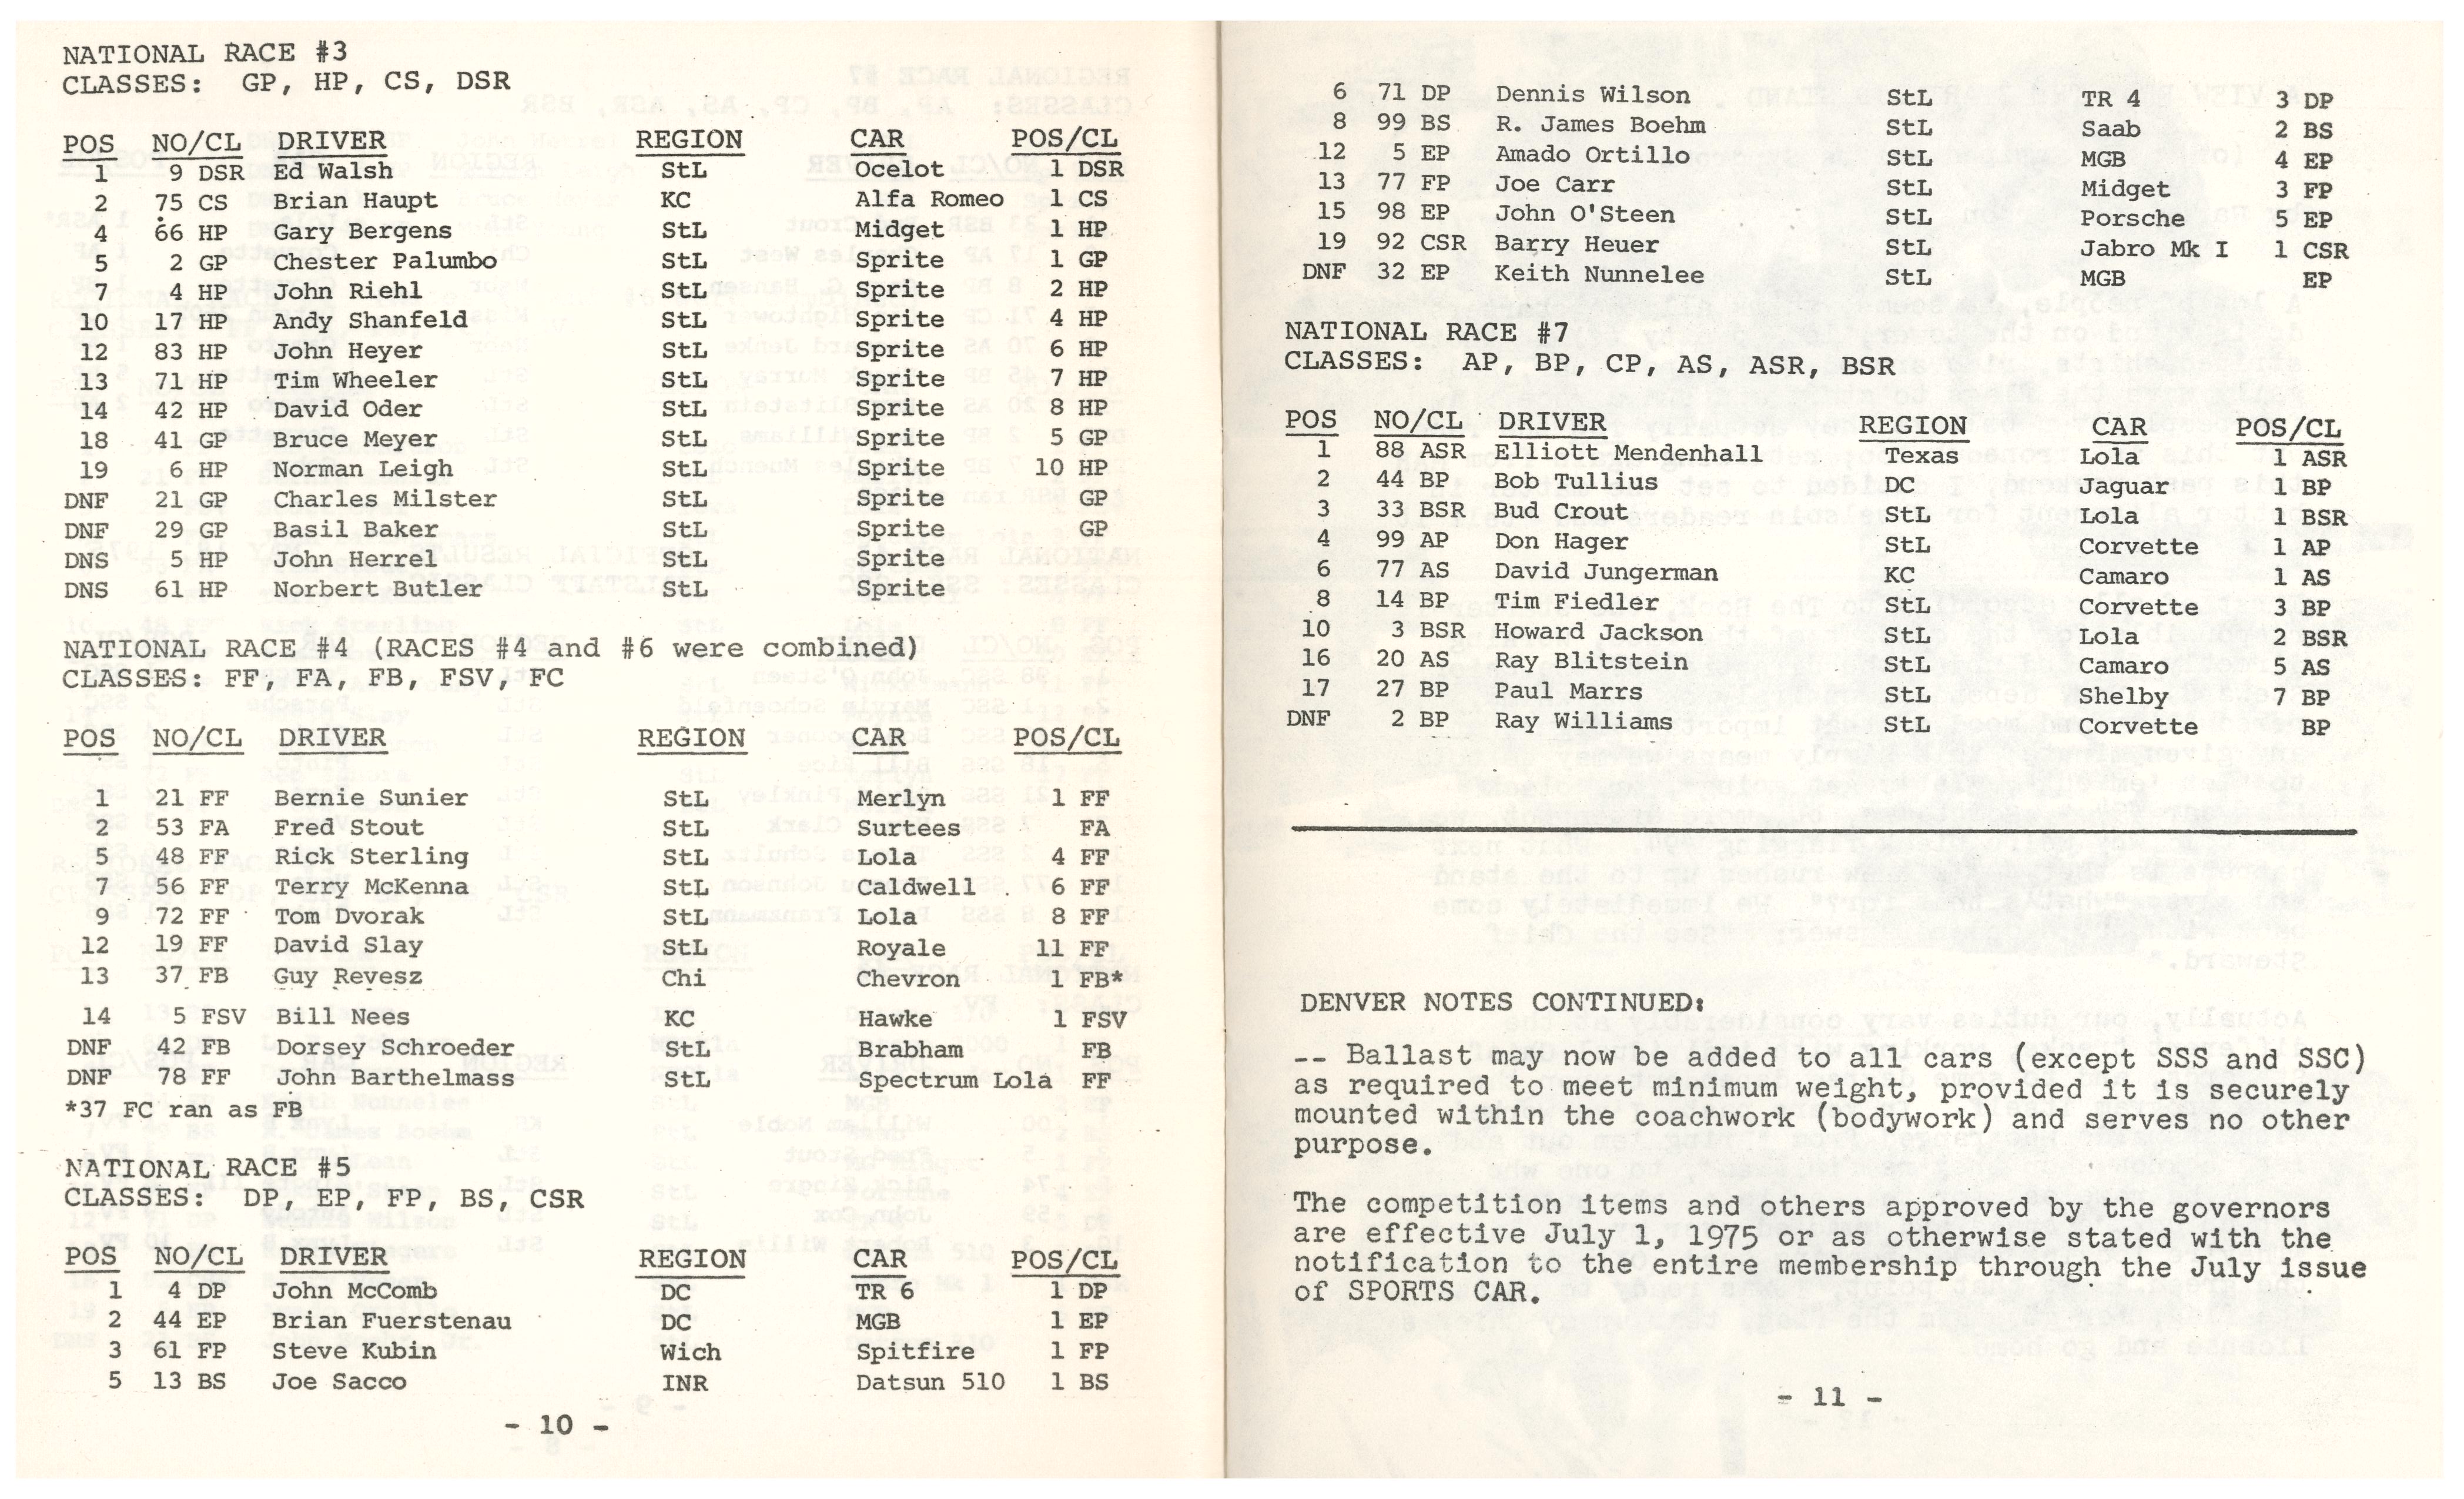 NATIONAL RACE #3
CLASSES: GP, HP, CS, DSR
POS NO/CL DRIVER REGION CAR POS/CL
1 9 DSR Ed Walsh StL Ocelot 1 DSR
2 75 CS Brian Haupt KC Alfa Romeo 1 CS
4 66 HP Gary Bergens StL Midget 1 HP
5 2 GP Chester Palumbo StL Sprite 1 GP
7 4 HP John Riehl StL Sprite 2 HP
10 17 HP Andy Shanfeld StL Sprite 4 HP
12 83 HP John Heyer StL Sprite 6 HP
13 71 HP Tim Wheeler StL Sprite 7 HP
14 42 HP David Oder StL Sprite 8 HP
18 41 GP Bruce Meyer StL Sprite 5 GP
19 6 HP Norman Leigh StL Sprite 10 HP
DNF 21 GP Charles Milster StL Sprite GP
DNF 29 GP Basil Baker StL Sprite GP
DNS 5 HP John Herrel StL Sprite
DNS 61 HP Norbert Butler StL Sprite
NATIONAL RACE #4 (RACES #4 and #6 were combined)
CLASSES: FF, FA, FB, FSV, FC
POS NO/CL DRIVER REGION CAR POS/CL
1 21 FF Bernie Sunier StL Merlyn 1 FF
2 53 FA Fred Stout StL Surtees FA
5 48 FF Rick Sterling StL Lola 4 FF
7 56 FF Terry McKenna StL Caldwell 6 FF
9 72 FF Tom Dvorak StL Lola 8 FF
12 19 FF David Slay StL Royale 11 FF
13 37 FB Guy Revesz Chi Chevron 1 FB*
14 5 FSV Bill Nees KC Hawke 1 FSV
DNF 42 FB Dorsey Schroeder StL Brabham FB
DNF 78 FF John Barthelmass StL Spectrum Lola FF
*37 FC ran as FB
NATIONAL RACE #5
CLASSES: DP, EP, FP, BS, CSR
POS NO/CL DRIVER REGION CAR POS/CL
1 4 DP John McComb DC TR 6 1 DP
2 44 EP Brian Fuerstenau DC MGB 1 EP
3 61 FP Steve Kubin Wich Spitfire 1 FP
5 13 BS Joe Sacco INR Datsun 510 1 BS
- 10 -
6 71 DP Dennis Wilson StL TR 4 3 DP
8 99 BS R. James Boehm StL Saab 2 BS
12 5 EP Amado Ortillo StL MGB 4 EP
13 77 FP Joe Carr StL Midget 3 FP
15 98 EP John O'Steen StL Porsche 5 EP
19 92 CSR Barry Heuer StL Jabro Mk I 1 CSR
DNF 32 EP Keith Nunnelee StL MGB EP
NATIONAL RACE #7
CLASSES: AP, BP, CP, AS, ASR, BSR
POS NO/CL DRIVER REGION CAR POS/CL
1 88 ASR Elliott Mendenhall Texas Lola 1 ASR
2 44 BP Bob Tullius DC Jaguar 1 BP
3 33 BSR Bud Crout StL Lola 1 BSR
4 99 AP Don Hager StL Corvette 1 AP
6 77 AS David Jungerman KC Camaro 1 AS
8 14 BP Tim Fiedler StL Corvette 3 BP
10 3 BSR Howard Jackson StL Lola 2 BSR
16 20 AS Ray Blitstein StL Camaro 5 AS
17 27 BP Paul Marrs StL Shelby 7 BP
DNF 2 BP Ray Williams StL Corvette BP
DENVER NOTES CONTINUED:
-- Ballast may now be added to all cars (except SSS and SSC)
as required to meet minimum weight, provided it is securely
mounted within the coachwork (bodywork) and serves no other
purpose.
The competition items and others approved by the governors
are effective July 1, 1975 or as otherwise stated with the
notification to the entire membership through the July issue
of SPORTS CAR.
- 11 -